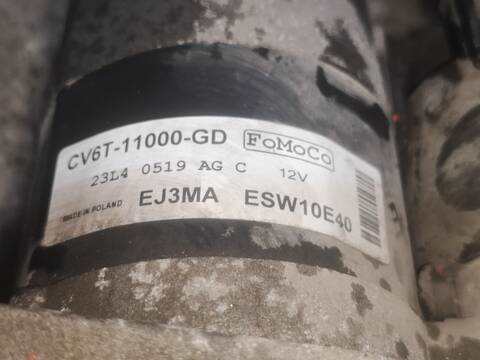 CV6T-11000-GD FoMoCo
23L4 0519 AG C 12V
MADE IN POLAND EJ3MA ESW10E40